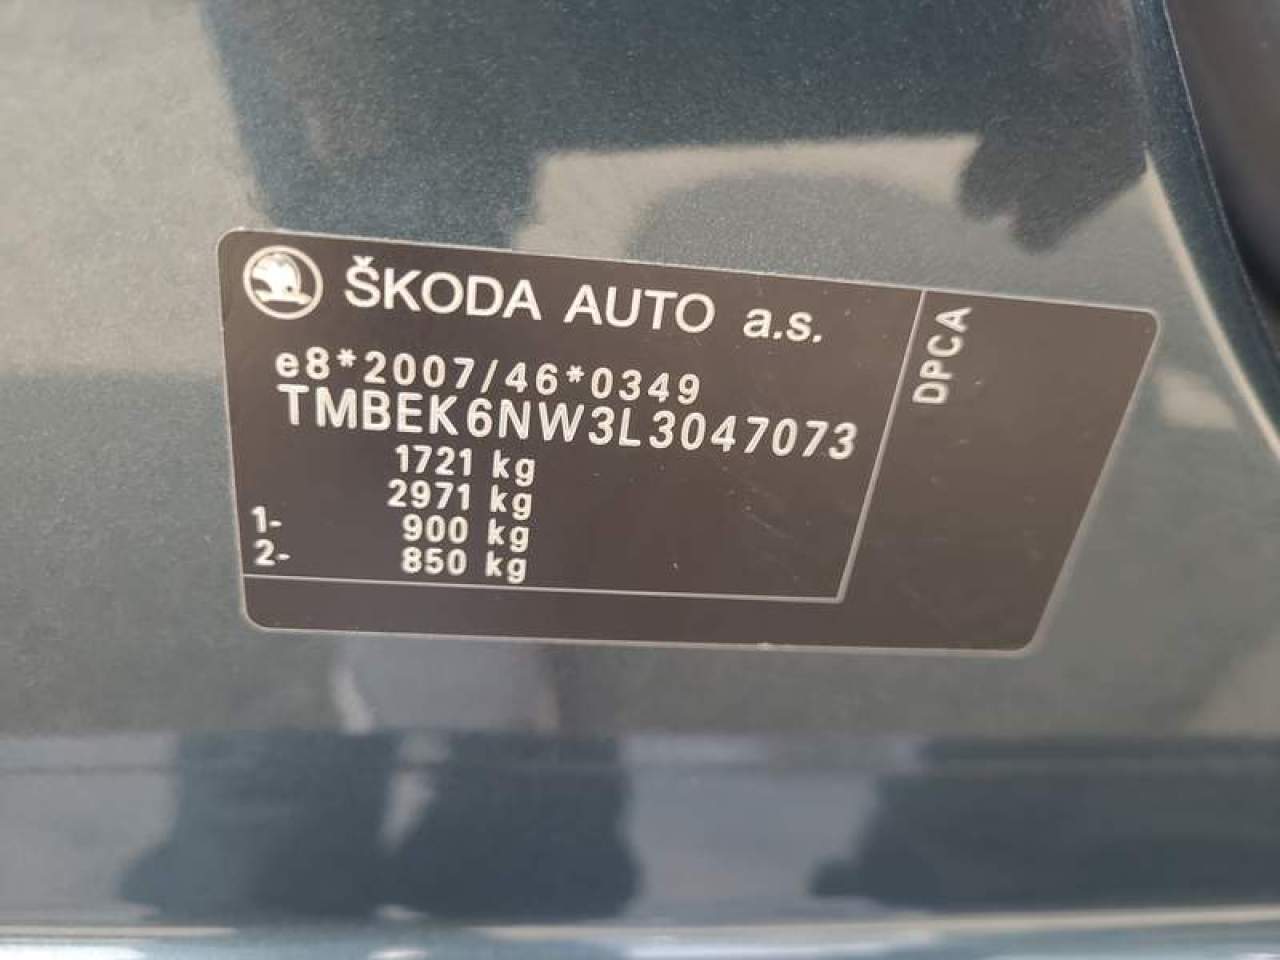 ŠKODA AUTO a.s.
e8*2007/46*0349
TMBEK6NW3L3047073
1721 kg
2971 kg
1- 900 kg
2- 850 kg
DPCA